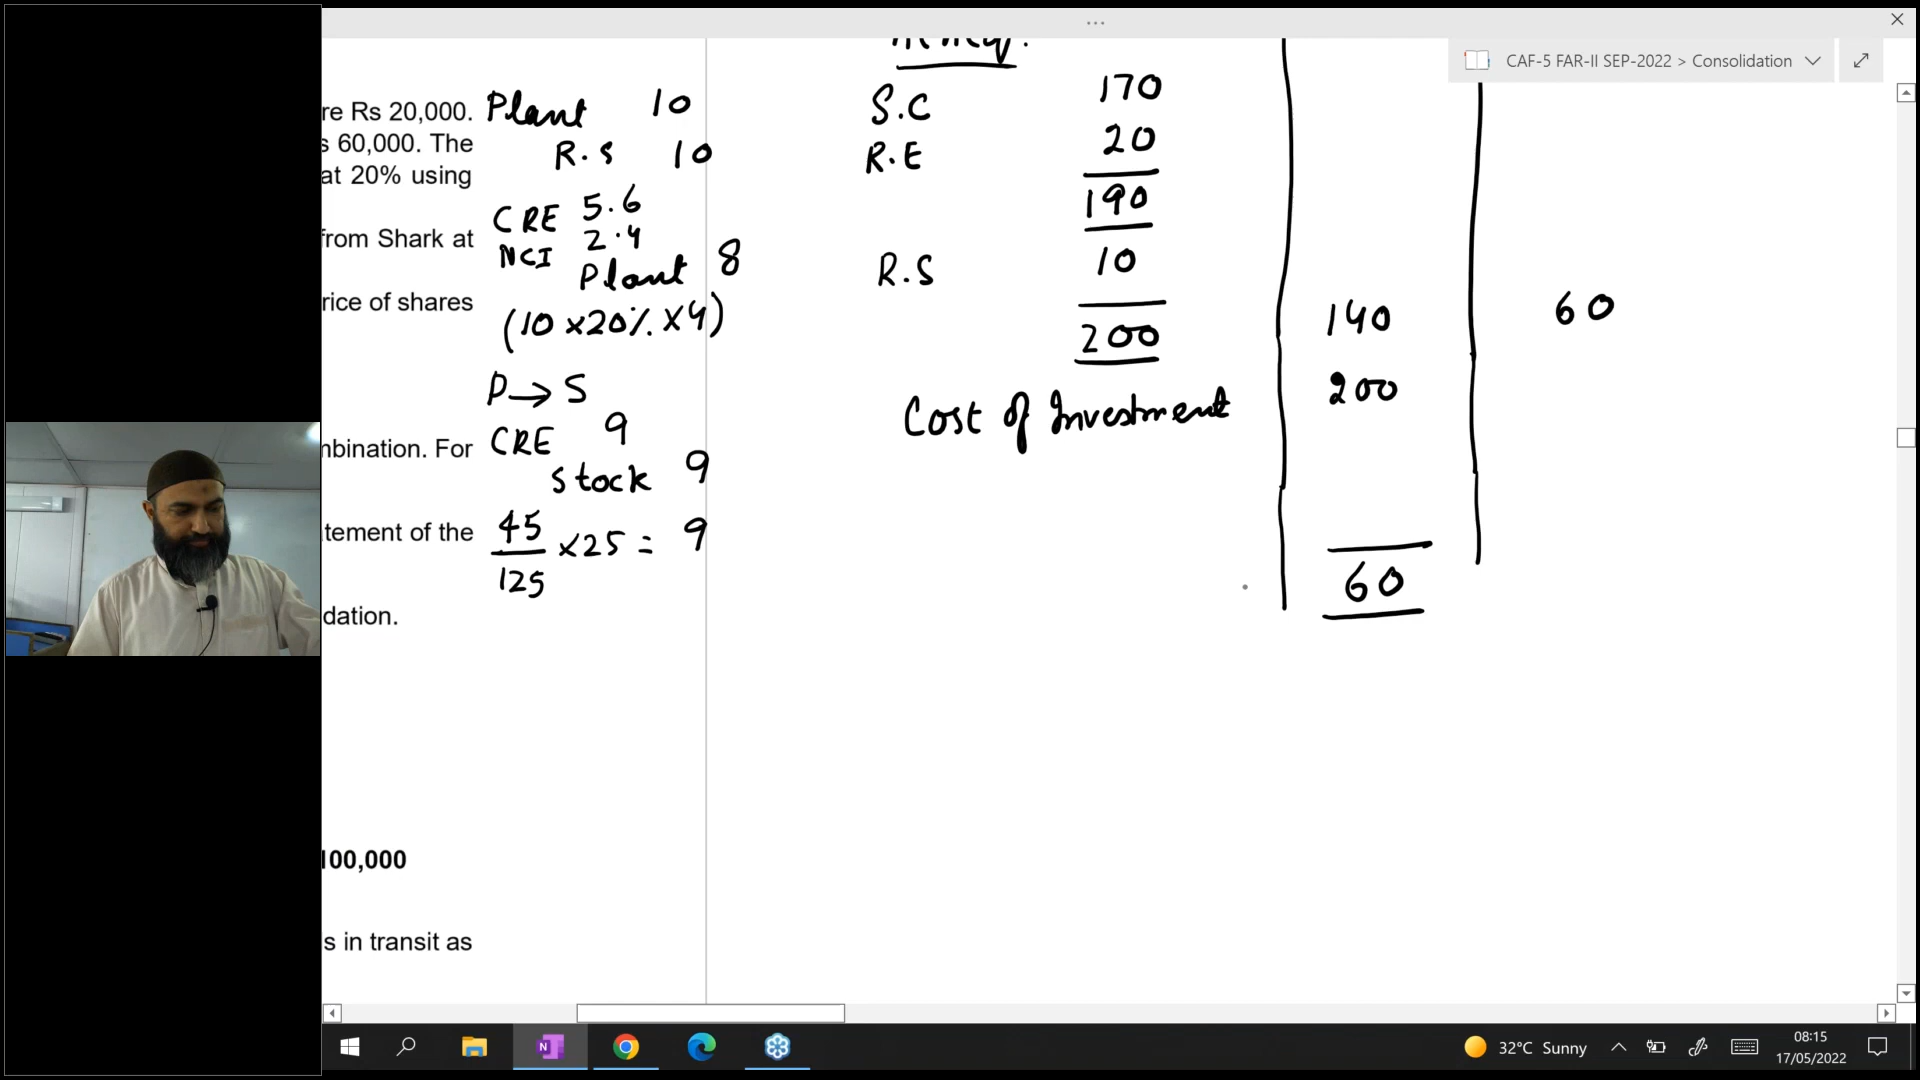 CAF-5 FAR-II SEP-2022 > Consolidation
re Rs 20,000.
s 60,000. The
at 20% using
from Shark at
rice of shares
mbination. For
tement of the
dation.
100,000
s in transit as
Plant 10
R.S 10
CRE 5.6
NCI 2.4
Plant 8
(10 x20% x4)
P → S
CRE 9
Stock 9
45/125 x25 = 9
S.C 170
R.E 20
190
R.S 10
200 140 60
Cost of Investment 200
60
32°C Sunny
08:15
17/05/2022